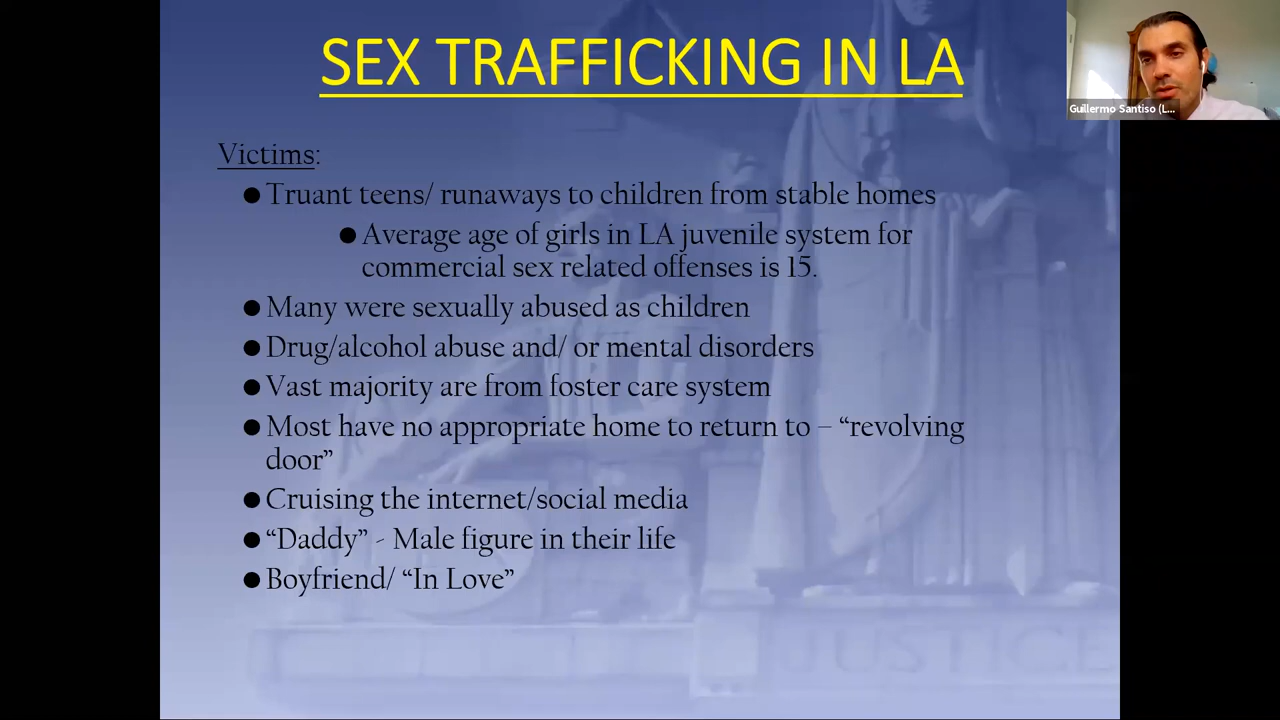 SEX TRAFFICKING IN LA
Guillermo Santiso (L...
Victims:
● Truant teens/ runaways to children from stable homes
● Average age of girls in LA juvenile system for
commercial sex related offenses is 15.
● Many were sexually abused as children
● Drug/alcohol abuse and/ or mental disorders
● Vast majority are from foster care system
● Most have no appropriate home to return to – “revolving
door”
● Cruising the internet/social media
● “Daddy” - Male figure in their life
● Boyfriend/ “In Love”
JUSTICE